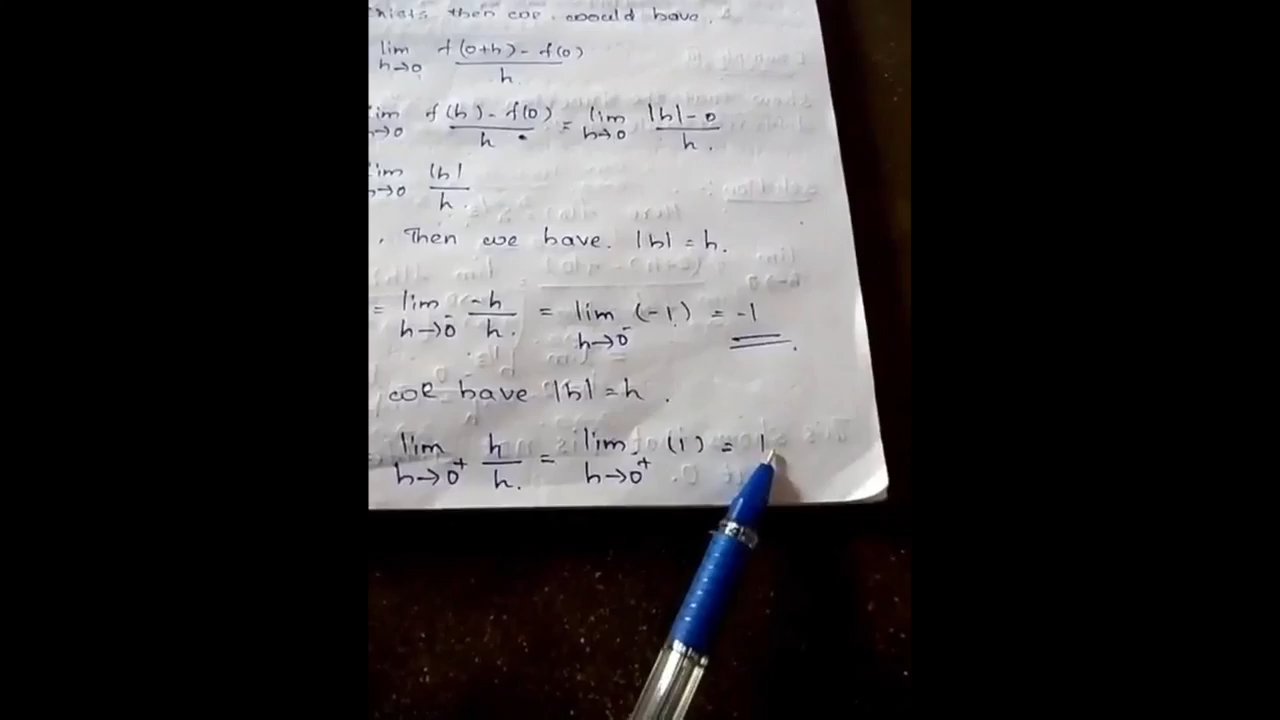 then we would have.
lim h→0 f(0+h) - f(0) / h.
lim h→0 f(h) - f(0) / h = lim h→0 |h| - 0 / h.
lim h→0 |h| / h.
. Then we have. |h| = h.
= lim h→0⁻ -h / h. = lim h→0⁻ (-1) = -1.
we have |h| = h.
lim h→0⁺ h / h. = lim h→0⁺ (1) = 1